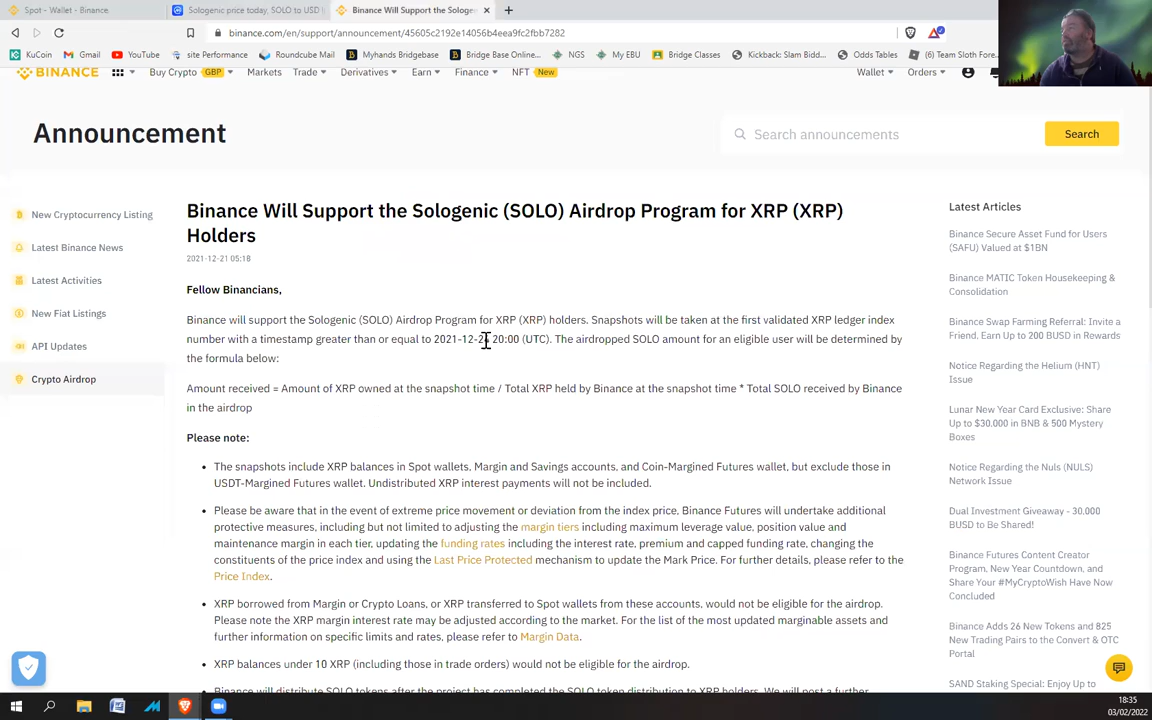 Spot - Wallet - Binance
Sologenic price today, SOLO to USD l
Binance Will Support the Sologen
binance.com/en/support/announcement/45605c2192e14056b4eea9fc2fbb7282
KuCoin
Gmail
YouTube
site Performance
Roundcube Mail
Myhands Bridgebase
Bridge Base Online...
NGS
My EBU
Bridge Classes
Kickback: Slam Bidd...
Odds Tables
(6) Team Sloth Fore...
BINANCE
Buy Crypto
GBP
Markets
Trade
Derivatives
Earn
Finance
NFT
New
Wallet
Orders
Announcement
Search announcements
Search
New Cryptocurrency Listing
Latest Binance News
Latest Activities
New Fiat Listings
API Updates
Crypto Airdrop
Binance Will Support the Sologenic (SOLO) Airdrop Program for XRP (XRP)
Holders
2021-12-21 05:18
Fellow Binancians,
Binance will support the Sologenic (SOLO) Airdrop Program for XRP (XRP) holders. Snapshots will be taken at the first validated XRP ledger index
number with a timestamp greater than or equal to 2021-12-24 20:00 (UTC). The airdropped SOLO amount for an eligible user will be determined by
the formula below:
Amount received = Amount of XRP owned at the snapshot time / Total XRP held by Binance at the snapshot time * Total SOLO received by Binance
in the airdrop
Please note:
The snapshots include XRP balances in Spot wallets, Margin and Savings accounts, and Coin-Margined Futures wallet, but exclude those in
USDT-Margined Futures wallet. Undistributed XRP interest payments will not be included.
Please be aware that in the event of extreme price movement or deviation from the index price, Binance Futures will undertake additional
protective measures, including but not limited to adjusting the margin tiers including maximum leverage value, position value and
maintenance margin in each tier, updating the funding rates including the interest rate, premium and capped funding rate, changing the
constituents of the price index and using the Last Price Protected mechanism to update the Mark Price. For further details, please refer to the
Price Index.
XRP borrowed from Margin or Crypto Loans, or XRP transferred to Spot wallets from these accounts, would not be eligible for the airdrop.
Please note the XRP margin interest rate may be adjusted according to the market. For the list of the most updated marginable assets and
further information on specific limits and rates, please refer to Margin Data.
XRP balances under 10 XRP (including those in trade orders) would not be eligible for the airdrop.
Binance will distribute SOLO tokens after the project has completed the SOLO token distribution to XRP holders. We will post a further
Latest Articles
Binance Secure Asset Fund for Users
(SAFU) Valued at $1BN
Binance MATIC Token Housekeeping &
Consolidation
Binance Swap Farming Referral: Invite a
Friend, Earn Up to 200 BUSD in Rewards
Notice Regarding the Helium (HNT)
Issue
Lunar New Year Card Exclusive: Share
Up to $30,000 in BNB & 500 Mystery
Boxes
Notice Regarding the Nuls (NULS)
Network Issue
Dual Investment Giveaway - 30,000
BUSD to Be Shared!
Binance Futures Content Creator
Program, New Year Countdown, and
Share Your #MyCryptoWish Have Now
Concluded
Binance Adds 26 New Tokens and 825
New Trading Pairs to the Convert & OTC
Portal
SAND Staking Special: Enjoy Up to
18:35
03/02/2022